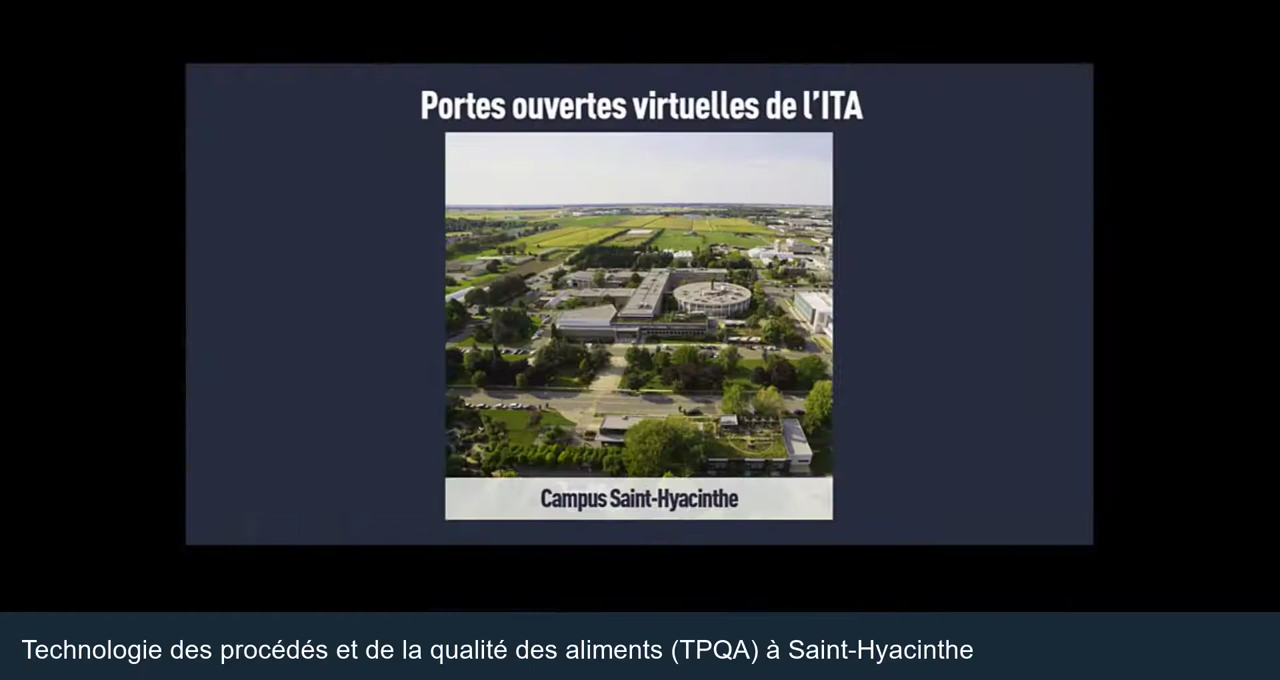 Portes ouvertes virtuelles de l'ITA
Campus Saint-Hyacinthe
Technologie des procédés et de la qualité des aliments (TPQA) à Saint-Hyacinthe